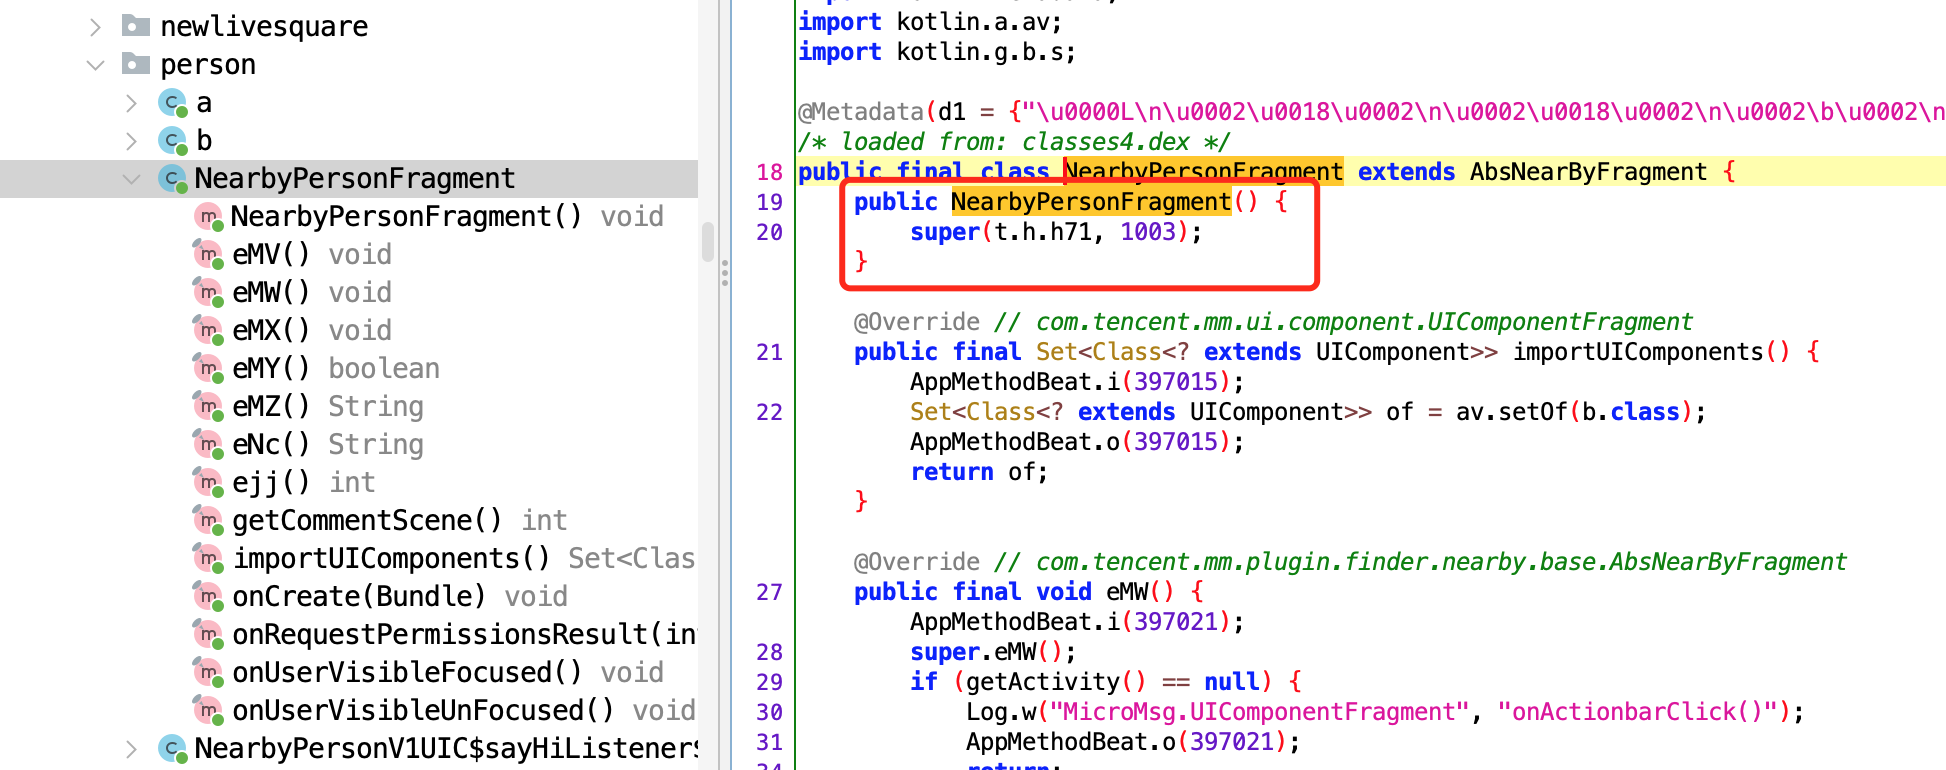 newlivesquare
person
a
b
NearbyPersonFragment
NearbyPersonFragment() void
eMV() void
eMW() void
eMX() void
eMY() boolean
eMZ() String
eNc() String
ejj() int
getCommentScene() int
importUIComponents() Set<Clas
onCreate(Bundle) void
onRequestPermissionsResult(in
onUserVisibleFocused() void
onUserVisibleUnFocused() void
NearbyPersonV1UIC$sayHiListener$
import kotlin.a.av;
import kotlin.g.b.s;
@Metadata(d1 = {"\u0000L\n\u0002\u0018\u0002\n\u0002\u0018\u0002\n\u0002\b\u0002\n
/* loaded from: classes4.dex */
18 public final class NearbyPersonFragment extends AbsNearByFragment {
19 public NearbyPersonFragment() {
20 super(t.h.h71, 1003);
}
@Override // com.tencent.mm.ui.component.UIComponentFragment
21 public final Set<Class<? extends UIComponent>> importUIComponents() {
AppMethodBeat.i(397015);
22 Set<Class<? extends UIComponent>> of = av.setOf(b.class);
AppMethodBeat.o(397015);
return of;
}
@Override // com.tencent.mm.plugin.finder.nearby.base.AbsNearByFragment
27 public final void eMW() {
AppMethodBeat.i(397021);
28 super.eMW();
29 if (getActivity() == null) {
30 Log.w("MicroMsg.UIComponentFragment", "onActionbarClick()");
31 AppMethodBeat.o(397021);
return;